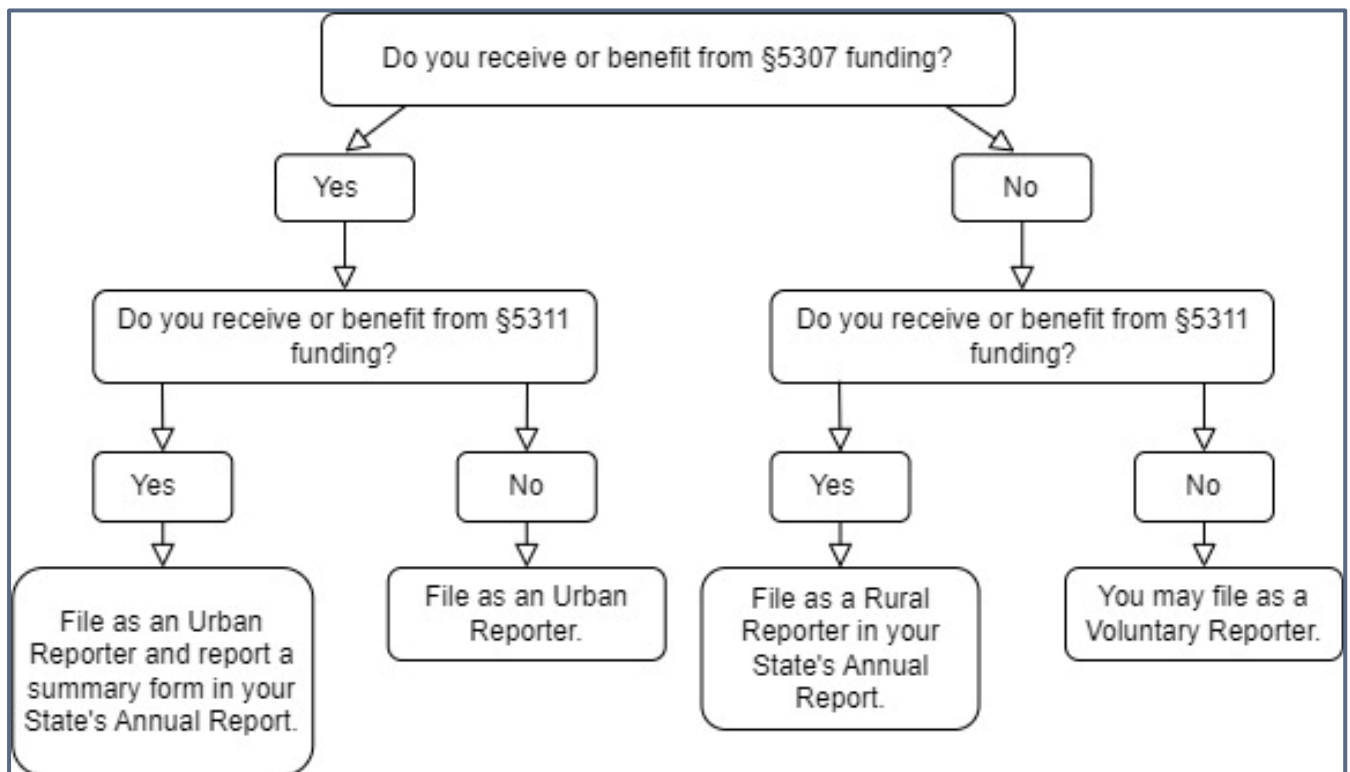 Do you receive or benefit from §5307 funding?
Yes
No
Do you receive or benefit from §5311
funding?
Do you receive or benefit from §5311
funding?
Yes
No
Yes
No
File as an Urban
Reporter and report a
summary form in your
State's Annual Report.
File as an Urban
Reporter.
File as a Rural
Reporter in your
State's Annual
Report.
You may file as a
Voluntary Reporter.